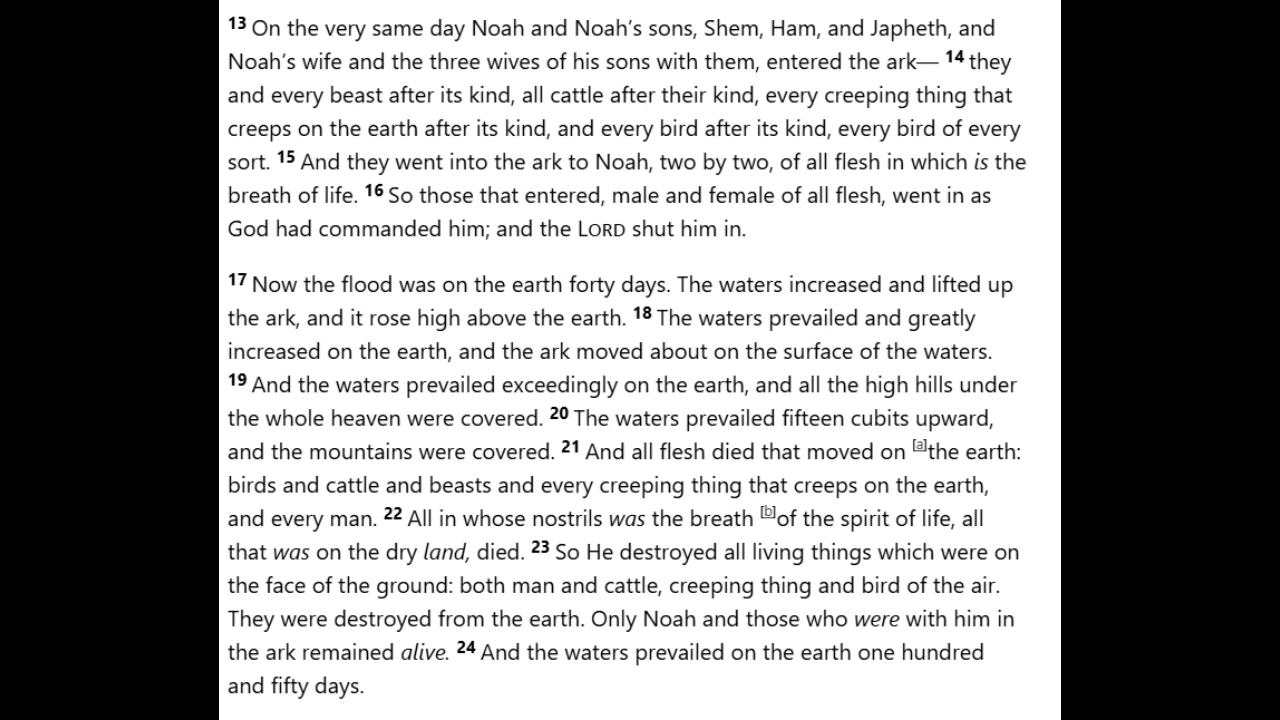 13 On the very same day Noah and Noah’s sons, Shem, Ham, and Japheth, and
Noah’s wife and the three wives of his sons with them, entered the ark— 14 they
and every beast after its kind, all cattle after their kind, every creeping thing that
creeps on the earth after its kind, and every bird after its kind, every bird of every
sort. 15 And they went into the ark to Noah, two by two, of all flesh in which is the
breath of life. 16 So those that entered, male and female of all flesh, went in as
God had commanded him; and the LORD shut him in.
17 Now the flood was on the earth forty days. The waters increased and lifted up
the ark, and it rose high above the earth. 18 The waters prevailed and greatly
increased on the earth, and the ark moved about on the surface of the waters.
19 And the waters prevailed exceedingly on the earth, and all the high hills under
the whole heaven were covered. 20 The waters prevailed fifteen cubits upward,
and the mountains were covered. 21 And all flesh died that moved on [a]the earth:
birds and cattle and beasts and every creeping thing that creeps on the earth,
and every man. 22 All in whose nostrils was the breath [b]of the spirit of life, all
that was on the dry land, died. 23 So He destroyed all living things which were on
the face of the ground: both man and cattle, creeping thing and bird of the air.
They were destroyed from the earth. Only Noah and those who were with him in
the ark remained alive. 24 And the waters prevailed on the earth one hundred
and fifty days.